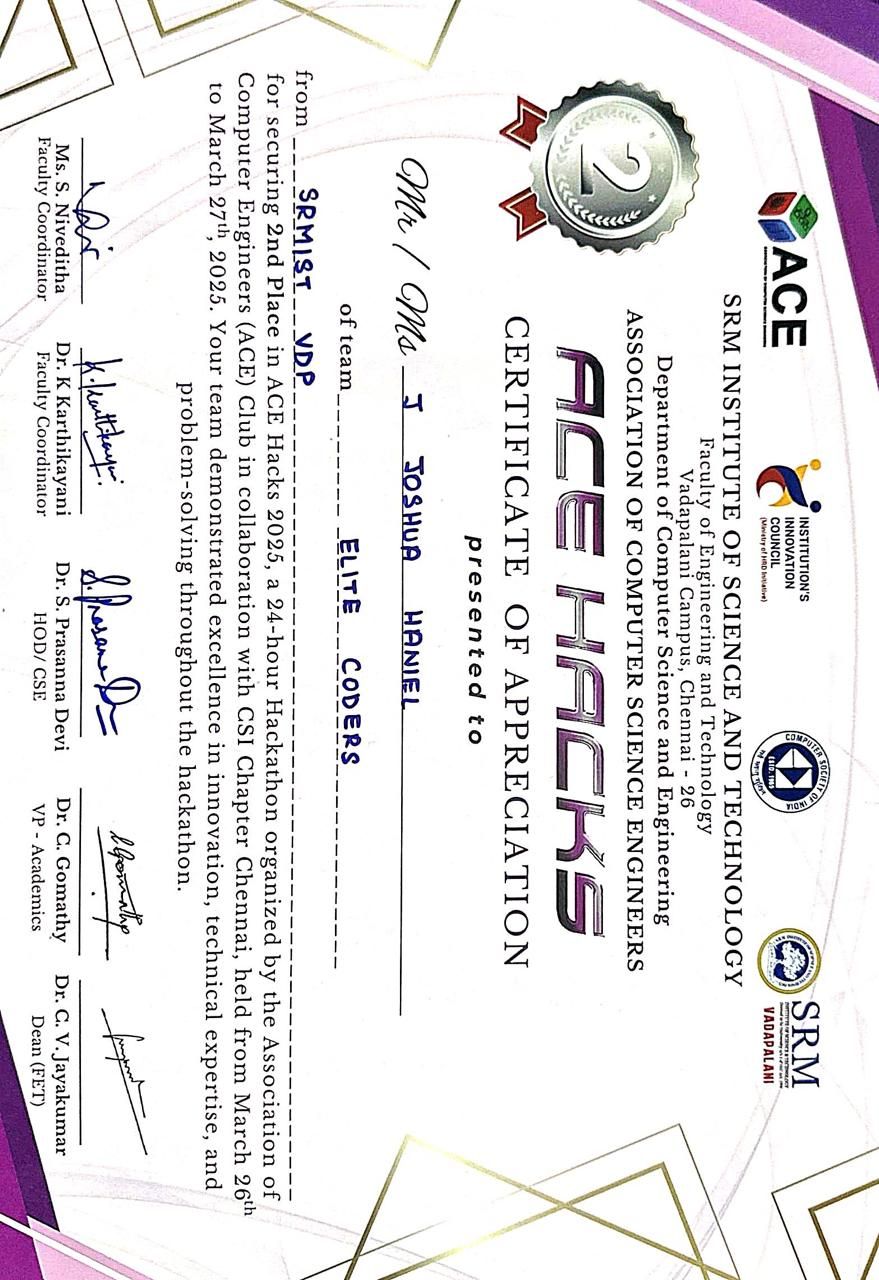 ACE
INSTITUTION'S
INNOVATION
COUNCIL
(Ministry of HRD Initiative)
COMPUTER SOCIETY OF INDIA
SRM
VADAPALANI
SRM INSTITUTE OF SCIENCE AND TECHNOLOGY
Faculty of Engineering and Technology
Vadapalani Campus, Chennai - 26
Department of Computer Science and Engineering
ASSOCIATION OF COMPUTER SCIENCE ENGINEERS
2
ACE HACKS
CERTIFICATE OF APPRECIATION
presented to
Mr / Ms J JOSHUA HANIEL
of team ELITE CODERS
from SRMIST VDP
for securing 2nd Place in ACE Hacks 2025, a 24-hour Hackathon organized by the Association of
Computer Engineers (ACE) Club in collaboration with CSI Chapter Chennai, held from March 26th
to March 27th, 2025. Your team demonstrated excellence in innovation, technical expertise, and
problem-solving throughout the hackathon.
K. Karthikayani.
S. Prasanna D
C. Gomathy
Ms. S. Niveditha
Faculty Coordinator
Dr. K Karthikayani
Faculty Coordinator
Dr. S. Prasanna Devi
HOD/ CSE
Dr. C. Gomathy
VP - Academics
Dr. C. V. Jayakumar
Dean (FET)